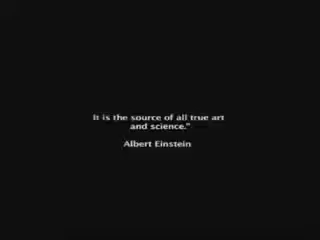 It is the source of all true art
and science."
Albert Einstein